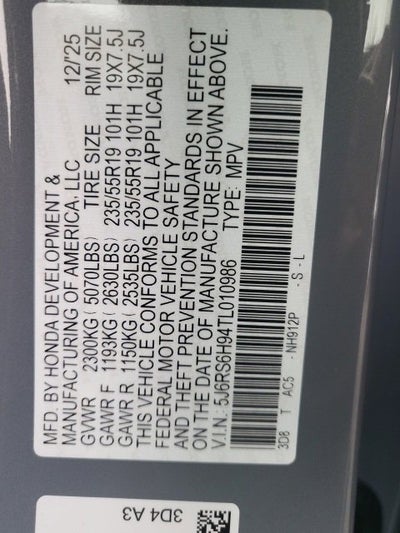 MFD. BY HONDA DEVELOPMENT &
MANUFACTURING OF AMERICA, LLC 12/'25
GVWR 2300KG ( 5070LBS) TIRE SIZE RIM SIZE
GAWR F 1193KG ( 2630LBS) 235/55R19 101H 19X7.5J
GAWR R 1150KG ( 2535LBS) 235/55R19 101H 19X7.5J
THIS VEHICLE CONFORMS TO ALL APPLICABLE
FEDERAL MOTOR VEHICLE SAFETY
AND THEFT PREVENTION STANDARDS IN EFFECT
ON THE DATE OF MANUFACTURE SHOWN ABOVE.
V.I.N.: 5J6RS6H94TL010986 TYPE: MPV
3D8 T AC5 - NH912P - S - L
3D4 A3